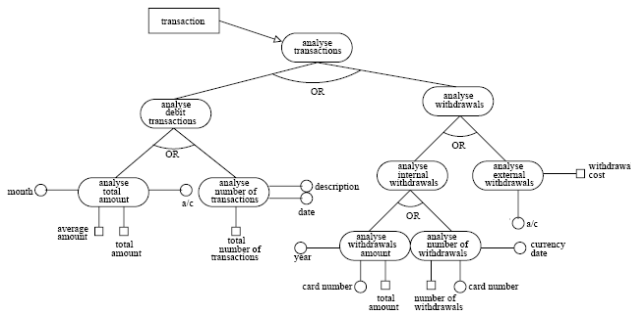 transaction
analyse
transactions
OR
analyse
debit
transactions
analyse
withdrawals
OR
OR
analyse
total
amount
analyse
number of
transactions
analyse
internal
withdrawals
analyse
external
withdrawals
withdrawa
cost
month
a/c
description
date
average
amount
total
amount
total
number of
transactions
OR
a/c
analyse
withdrawals
amount
analyse
number of
withdrawals
year
currency
date
card number
total
amount
number of
withdrawals
card number